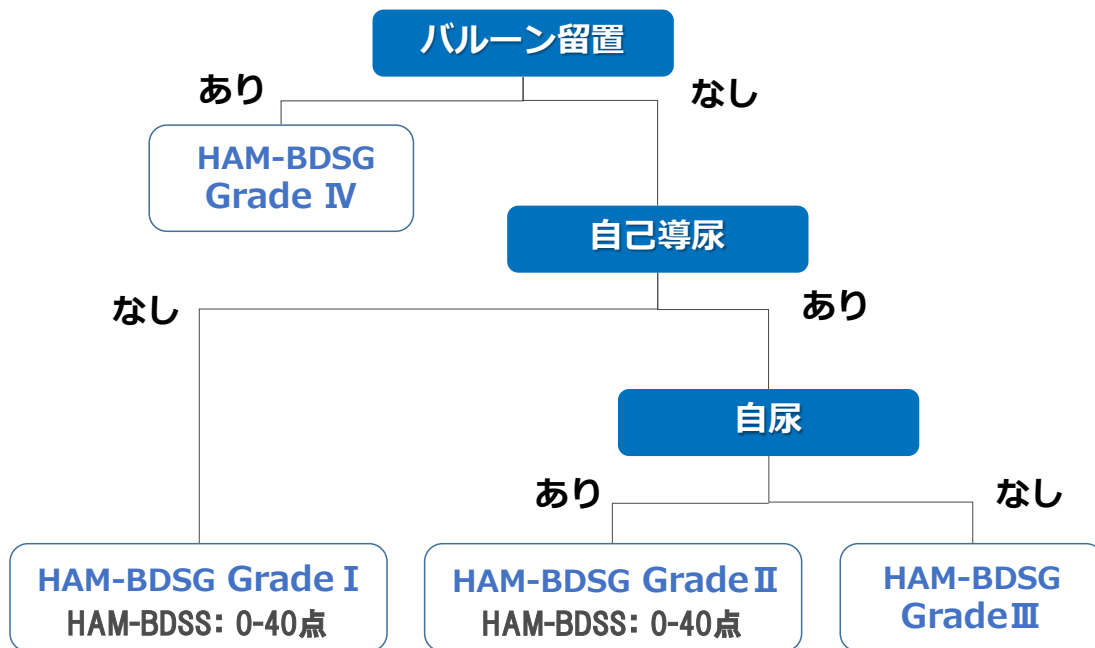 バルーン留置
あり
なし
HAM-BDSG
Grade Ⅳ
自己導尿
なし
あり
自尿
あり
なし
HAM-BDSG Grade Ⅰ
HAM-BDSS: 0-40点
HAM-BDSG GradeⅡ
HAM-BDSS: 0-40点
HAM-BDSG
GradeⅢ